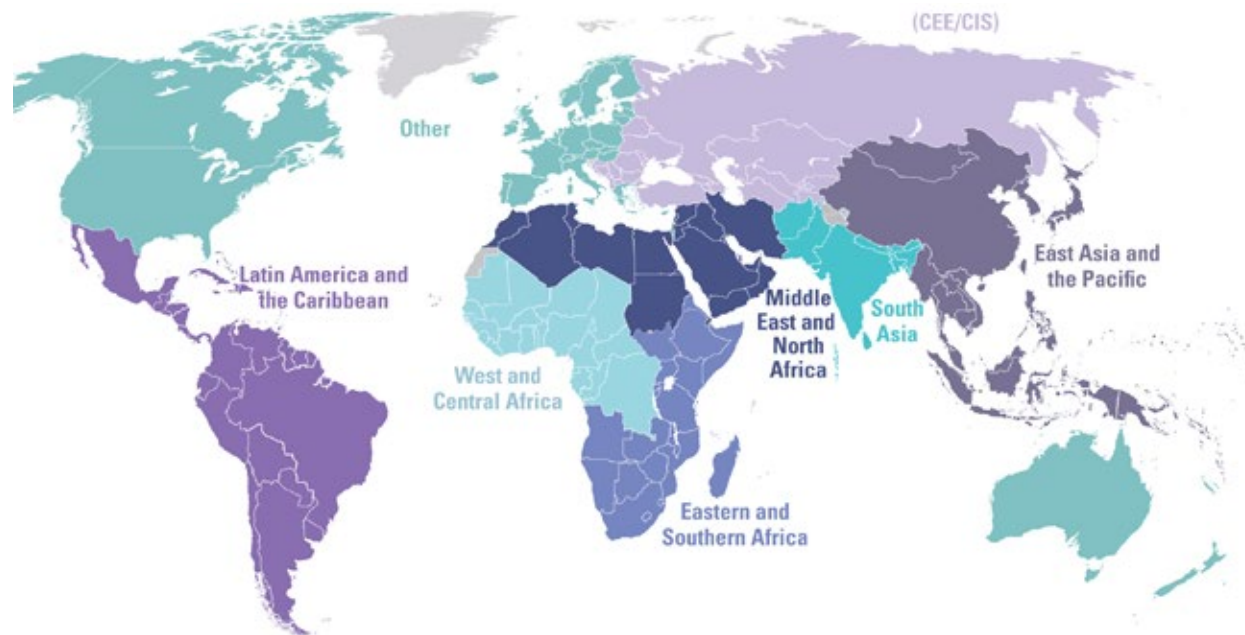 (CEE/CIS)
Other
Latin America and
the Caribbean
East Asia and
the Pacific
Middle
East and
North
Africa
South
Asia
West and
Central Africa
Eastern and
Southern Africa